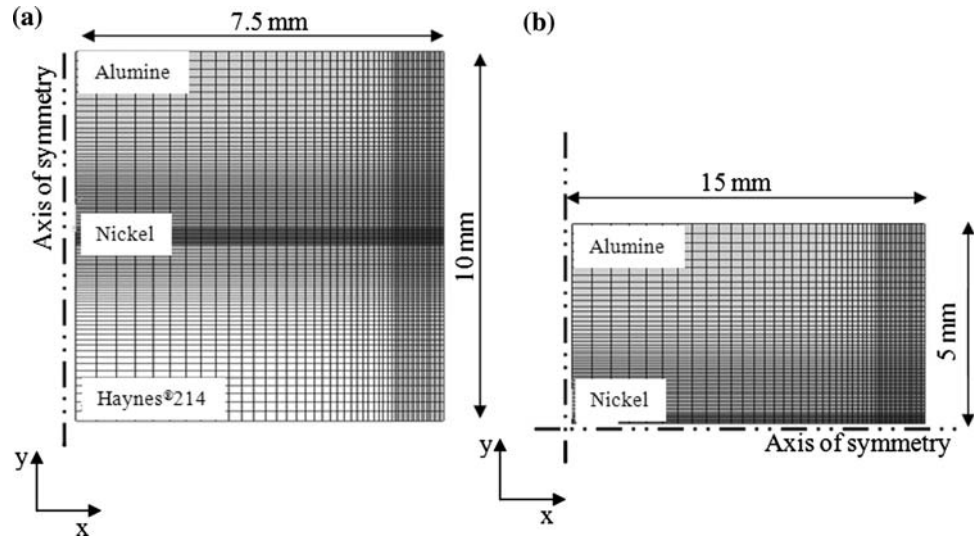 (a)
7.5 mm
Alumine
Axis of symmetry
Nickel
10 mm
Haynes®214
y
x
(b)
15 mm
Alumine
5 mm
Nickel
Axis of symmetry
y
x